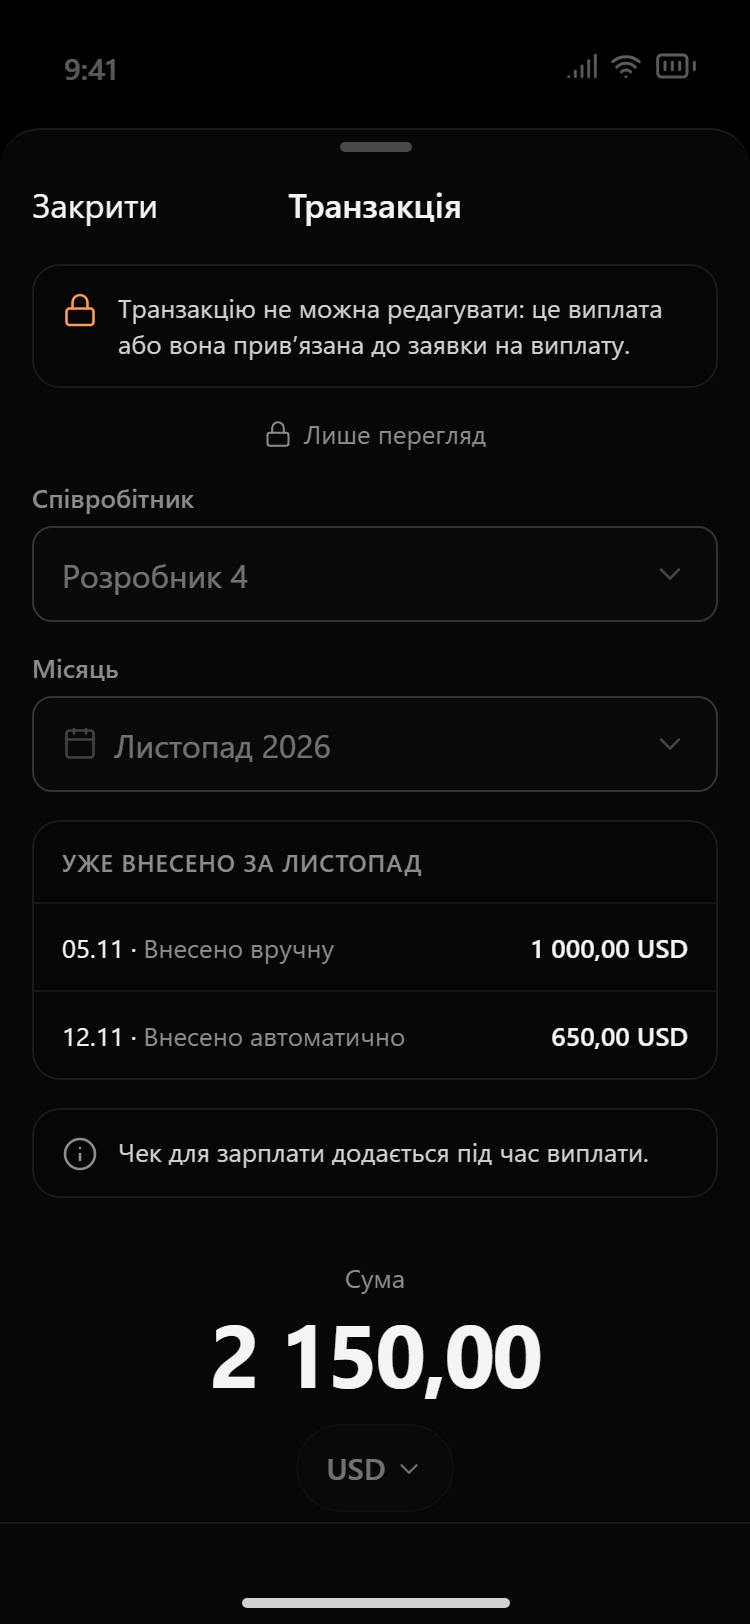 9:41
Закрити
Транзакція
Транзакцію не можна редагувати: це виплата
або вона прив’язана до заявки на виплату.
Лише перегляд
Співробітник
Розробник 4
Місяць
Листопад 2026
УЖЕ ВНЕСЕНО ЗА ЛИСТОПАД
05.11 · Внесено вручну 1 000,00 USD
12.11 · Внесено автоматично 650,00 USD
Чек для зарплати додається під час виплати.
Сума
2 150,00
USD